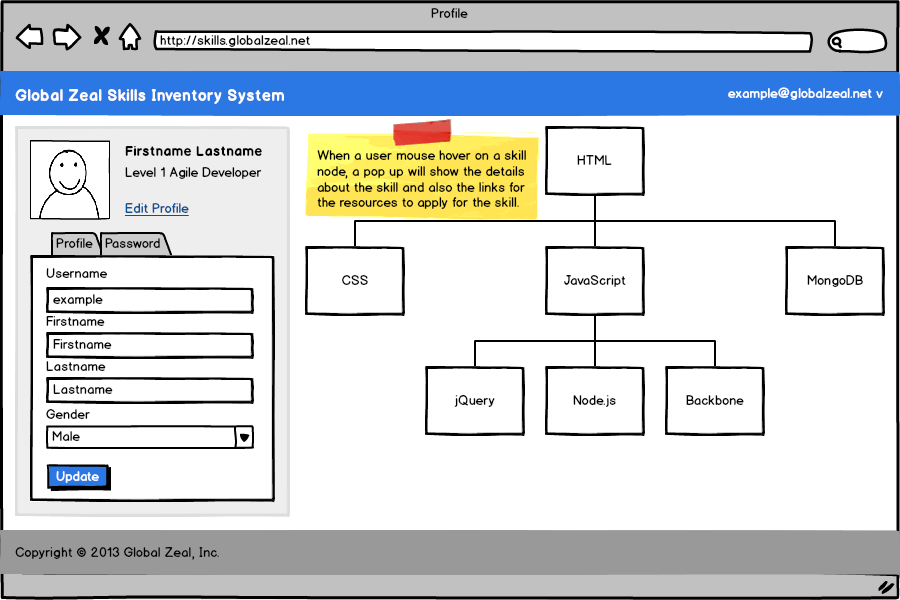 Profile
http://skills.globalzeal.net
Global Zeal Skills Inventory System
example@globalzeal.net v
Firstname Lastname
Level 1 Agile Developer
Edit Profile
Profile
Password
Username
example
Firstname
Firstname
Lastname
Lastname
Gender
Male
Update
When a user mouse hover on a skill
node, a pop up will show the details
about the skill and also the links for
the resources to apply for the skill.
HTML
CSS
JavaScript
MongoDB
jQuery
Node.js
Backbone
Copyright © 2013 Global Zeal, Inc.